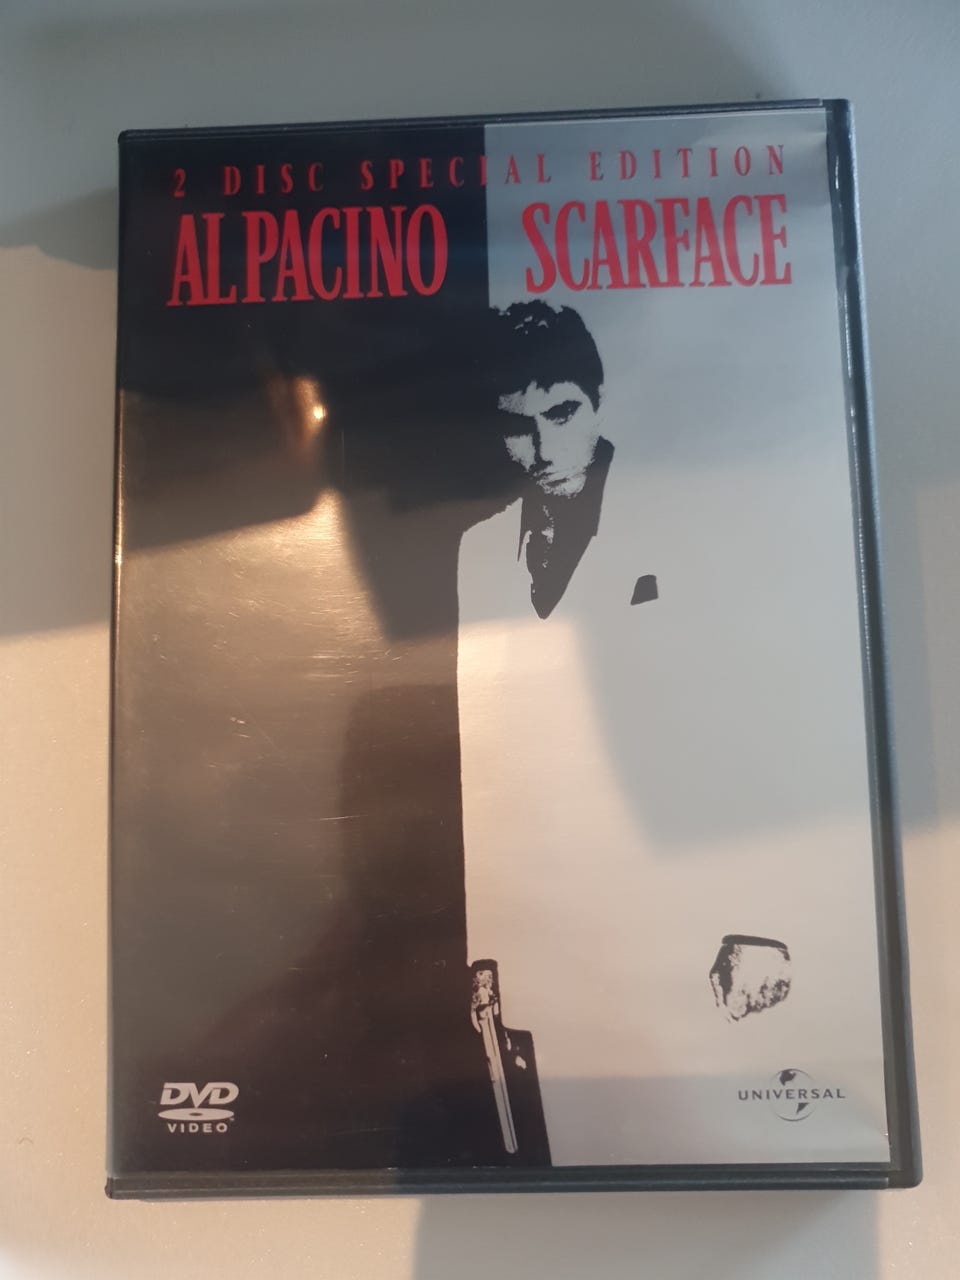 2 DISC SPECIAL EDITION
AL PACINO SCARFACE
DVD
VIDEO
UNIVERSAL